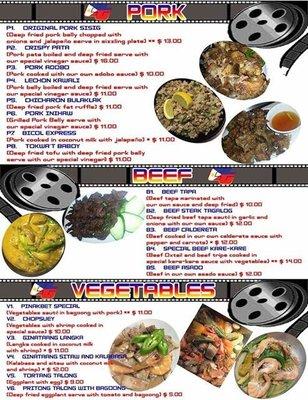 PORK
P1. ORIGINAL PORK SISIG
(Deep fried pork belly chopped with
onions and jalapeño serve in sizzling plate) ** $ 13.00
P2. CRISPY PATA
(Pork pata boiled and deep fried serve with
our special vinegar sauce) $ 16.00
P3. PORK ADOBO
(Pork cooked with our own adobo sauce) $ 10.00
P4. LECHON KAWALI
(Pork belly boiled and deep fried serve with
our special vinegar sauce) $ 11.00
P5. CHICHARON BULAKLAK
(Deep fried pork fat ruffle) $ 11.00
P6. PORK INIHAW
(Grilled Pork Belly serve with
our special vinegar sauce) $ 11.00
P7. BICOL EXPRESS
(Pork cooked in coconut milk with jalapeño) * $ 11.00
P8. TOKWA'T BABOY
(Deep fried tofu with deep fried pork belly
serve with our special vinegar) $ 11.00
BEEF
B1. BEEF TAPA
(Beef tapa marinated with
our own sauce and deep fried) $ 10.00
B2. BEEF STEAK TAGALOG
(Deep fried beef tapa sauté in garlic and
onions with our own sauce) $ 12.00
B3. BEEF CALDERETA
(Beef cooked in our own caldereta sauce with
pepper and carrots) * $ 12.00
B4. SPECIAL BEEF KARE-KARE
(Beef Oxtail and beef tripe cooked in
special kare-kare sauce with vegetables) ** $ 14.00
B5. BEEF ASADO
(Beef in our own asado sauce) $ 12.00
VEGETABLES
V1. PINAKBET SPECIAL
(Vegetables sauté in bagoong with pork) ** $ 11.00
V2. CHOPSUEY
(Vegetables with shrimp cooked in
special sauce) $ 10.00
V3. GINATAANG LANGKA
(Langka cooked in coconut milk
with shrimp) * $ 11.00
V4. GINATAANG SITAW AND KALABASA
(Kalabasa and sitaw with coconut milk
and shrimp) * $ 12.00
V5. TORTANG TALONG
(Eggplant with egg) $ 9.00
V6. PRITONG TALONG WITH BAGOONG
(Deep fried eggplant serve with tomato and bagoong) $ 9.00